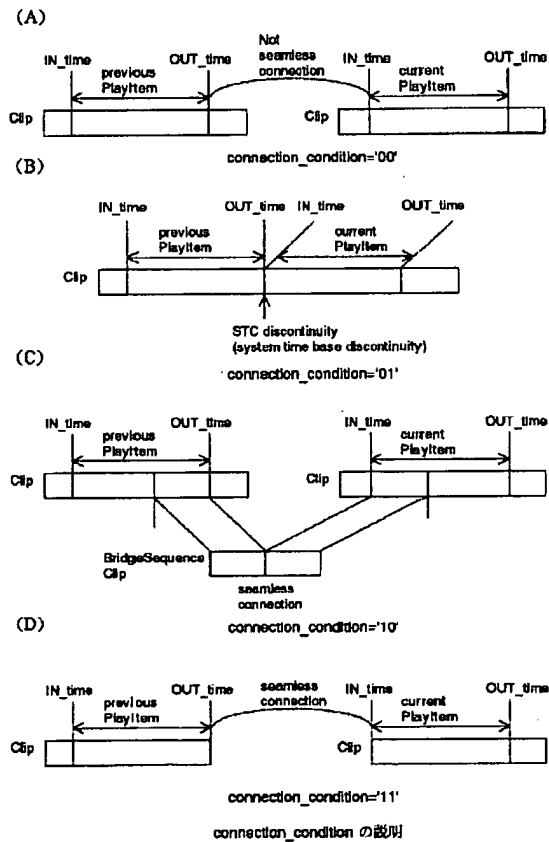 (A)
Not
seamless
connection
IN_time
OUT_time
IN_time
OUT_time
previous
PlayItem
current
PlayItem
Clip
Clip
connection_condition='00'
(B)
IN_time
OUT_time
IN_time
OUT_time
previous
PlayItem
current
PlayItem
Clip
STC discontinuity
(system time base discontinuity)
connection_condition='01'
(C)
IN_time
OUT_time
IN_time
OUT_time
previous
PlayItem
current
PlayItem
Clip
Clip
BridgeSequence
Clip
seamless
connection
connection_condition='10'
(D)
IN_time
OUT_time
seamless
connection
IN_time
OUT_time
previous
PlayItem
current
PlayItem
Clip
Clip
connection_condition='11'
connection_condition の説明